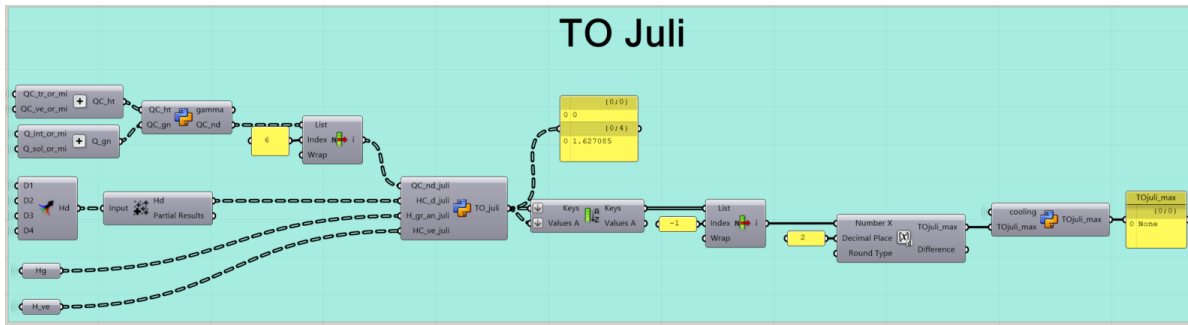 TO Juli
QC_tr_or_mi
QC_ve_or_mi
QC_ht
Q_int_or_mi
Q_sol_or_mi
Q_gn
QC_ht
QC_gn
gamma
QC_nd
6
List
Index
Wrap
i
D1
D2
D3
D4
Hd
Input
Hd
Partial Results
Hg
H_ve
QC_nd_juli
HC_d_juli
H_gr_an_juli
HC_ve_juli
TO_juli
{0;0}
0 0
{0;4}
0 1.627085
Keys
Values A
Keys
Values A
-1
List
Index
Wrap
i
2
Number X
Decimal Place
Round Type
TOjuli_max
Difference
cooling
TOjuli_max
TOjuli_max
TOjuli_max
{0;0}
0 None